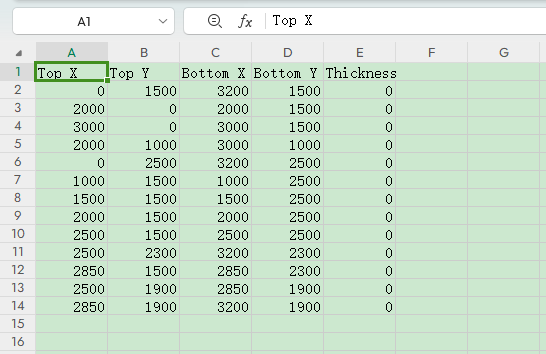 A1 fx Top X
A B C D E F G
1 Top X Top Y Bottom X Bottom Y Thickness
2 0 1500 3200 1500 0
3 2000 0 2000 1500 0
4 3000 0 3000 1500 0
5 2000 1000 3000 1000 0
6 0 2500 3200 2500 0
7 1000 1500 1000 2500 0
8 1500 1500 1500 2500 0
9 2000 1500 2000 2500 0
10 2500 1500 2500 2500 0
11 2500 2300 3200 2300 0
12 2850 1500 2850 2300 0
13 2500 1900 2850 1900 0
14 2850 1900 3200 1900 0
15
16